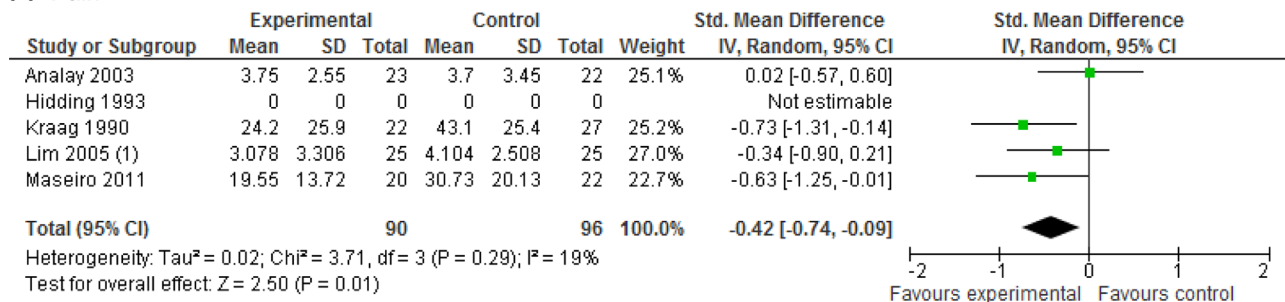 Experimental Control Std. Mean Difference Std. Mean Difference
Study or Subgroup Mean SD Total Mean SD Total Weight IV, Random, 95% CI IV, Random, 95% CI
Analay 2003 3.75 2.55 23 3.7 3.45 22 25.1% 0.02 [-0.57, 0.60]
Hidding 1993 0 0 0 0 0 0 Not estimable
Kraag 1990 24.2 25.9 22 43.1 25.4 27 25.2% -0.73 [-1.31, -0.14]
Lim 2005 (1) 3.078 3.306 25 4.104 2.508 25 27.0% -0.34 [-0.90, 0.21]
Maseiro 2011 19.55 13.72 20 30.73 20.13 22 22.7% -0.63 [-1.25, -0.01]
Total (95% CI) 90 96 100.0% -0.42 [-0.74, -0.09]
Heterogeneity: Tau² = 0.02; Chi² = 3.71, df = 3 (P = 0.29); I² = 19%
Test for overall effect: Z = 2.50 (P = 0.01)
-2 -1 0 1 2
Favours experimental Favours control